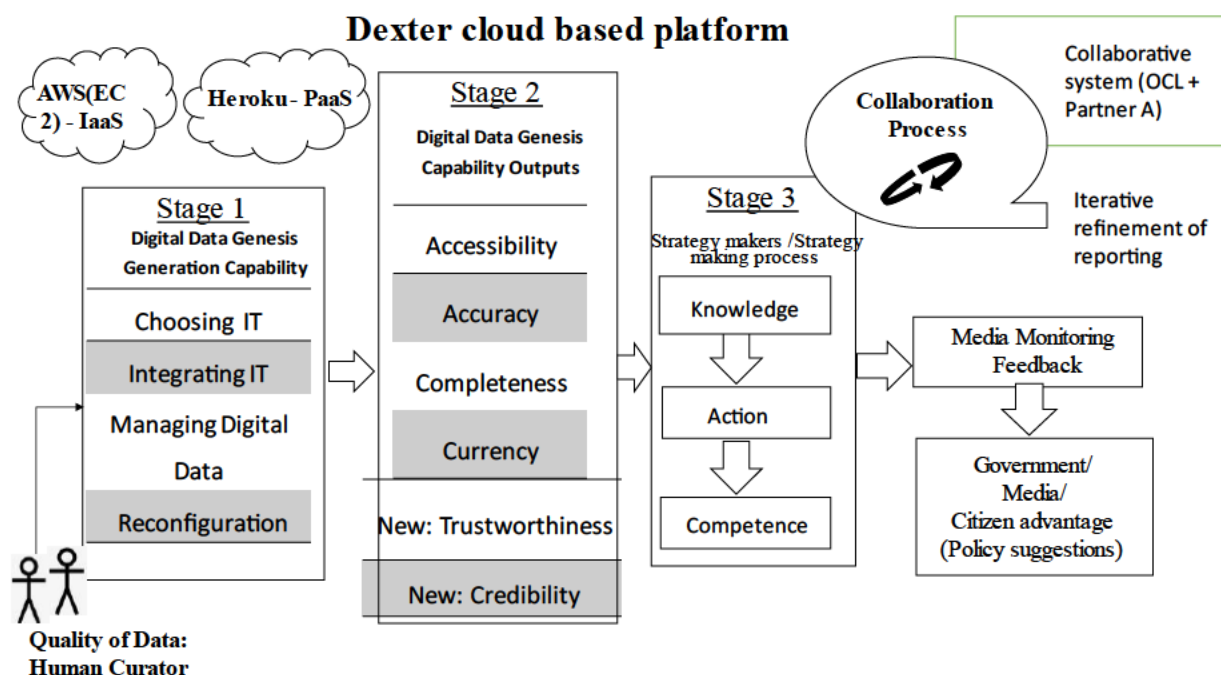 Dexter cloud based platform
AWS(EC
2) - IaaS
Heroku - PaaS
Stage 1
Digital Data Genesis
Generation Capability
Choosing IT
Integrating IT
Managing Digital
Data
Reconfiguration
Quality of Data:
Human Curator
Stage 2
Digital Data Genesis
Capability Outputs
Accessibility
Accuracy
Completeness
Currency
New: Trustworthiness
New: Credibility
Stage 3
Strategy makers /Strategy
making process
Knowledge
Action
Competence
Collaboration
Process
Collaborative
system (OCL +
Partner A)
Iterative
refinement of
reporting
Media Monitoring
Feedback
Government/
Media/
Citizen advantage
(Policy suggestions)